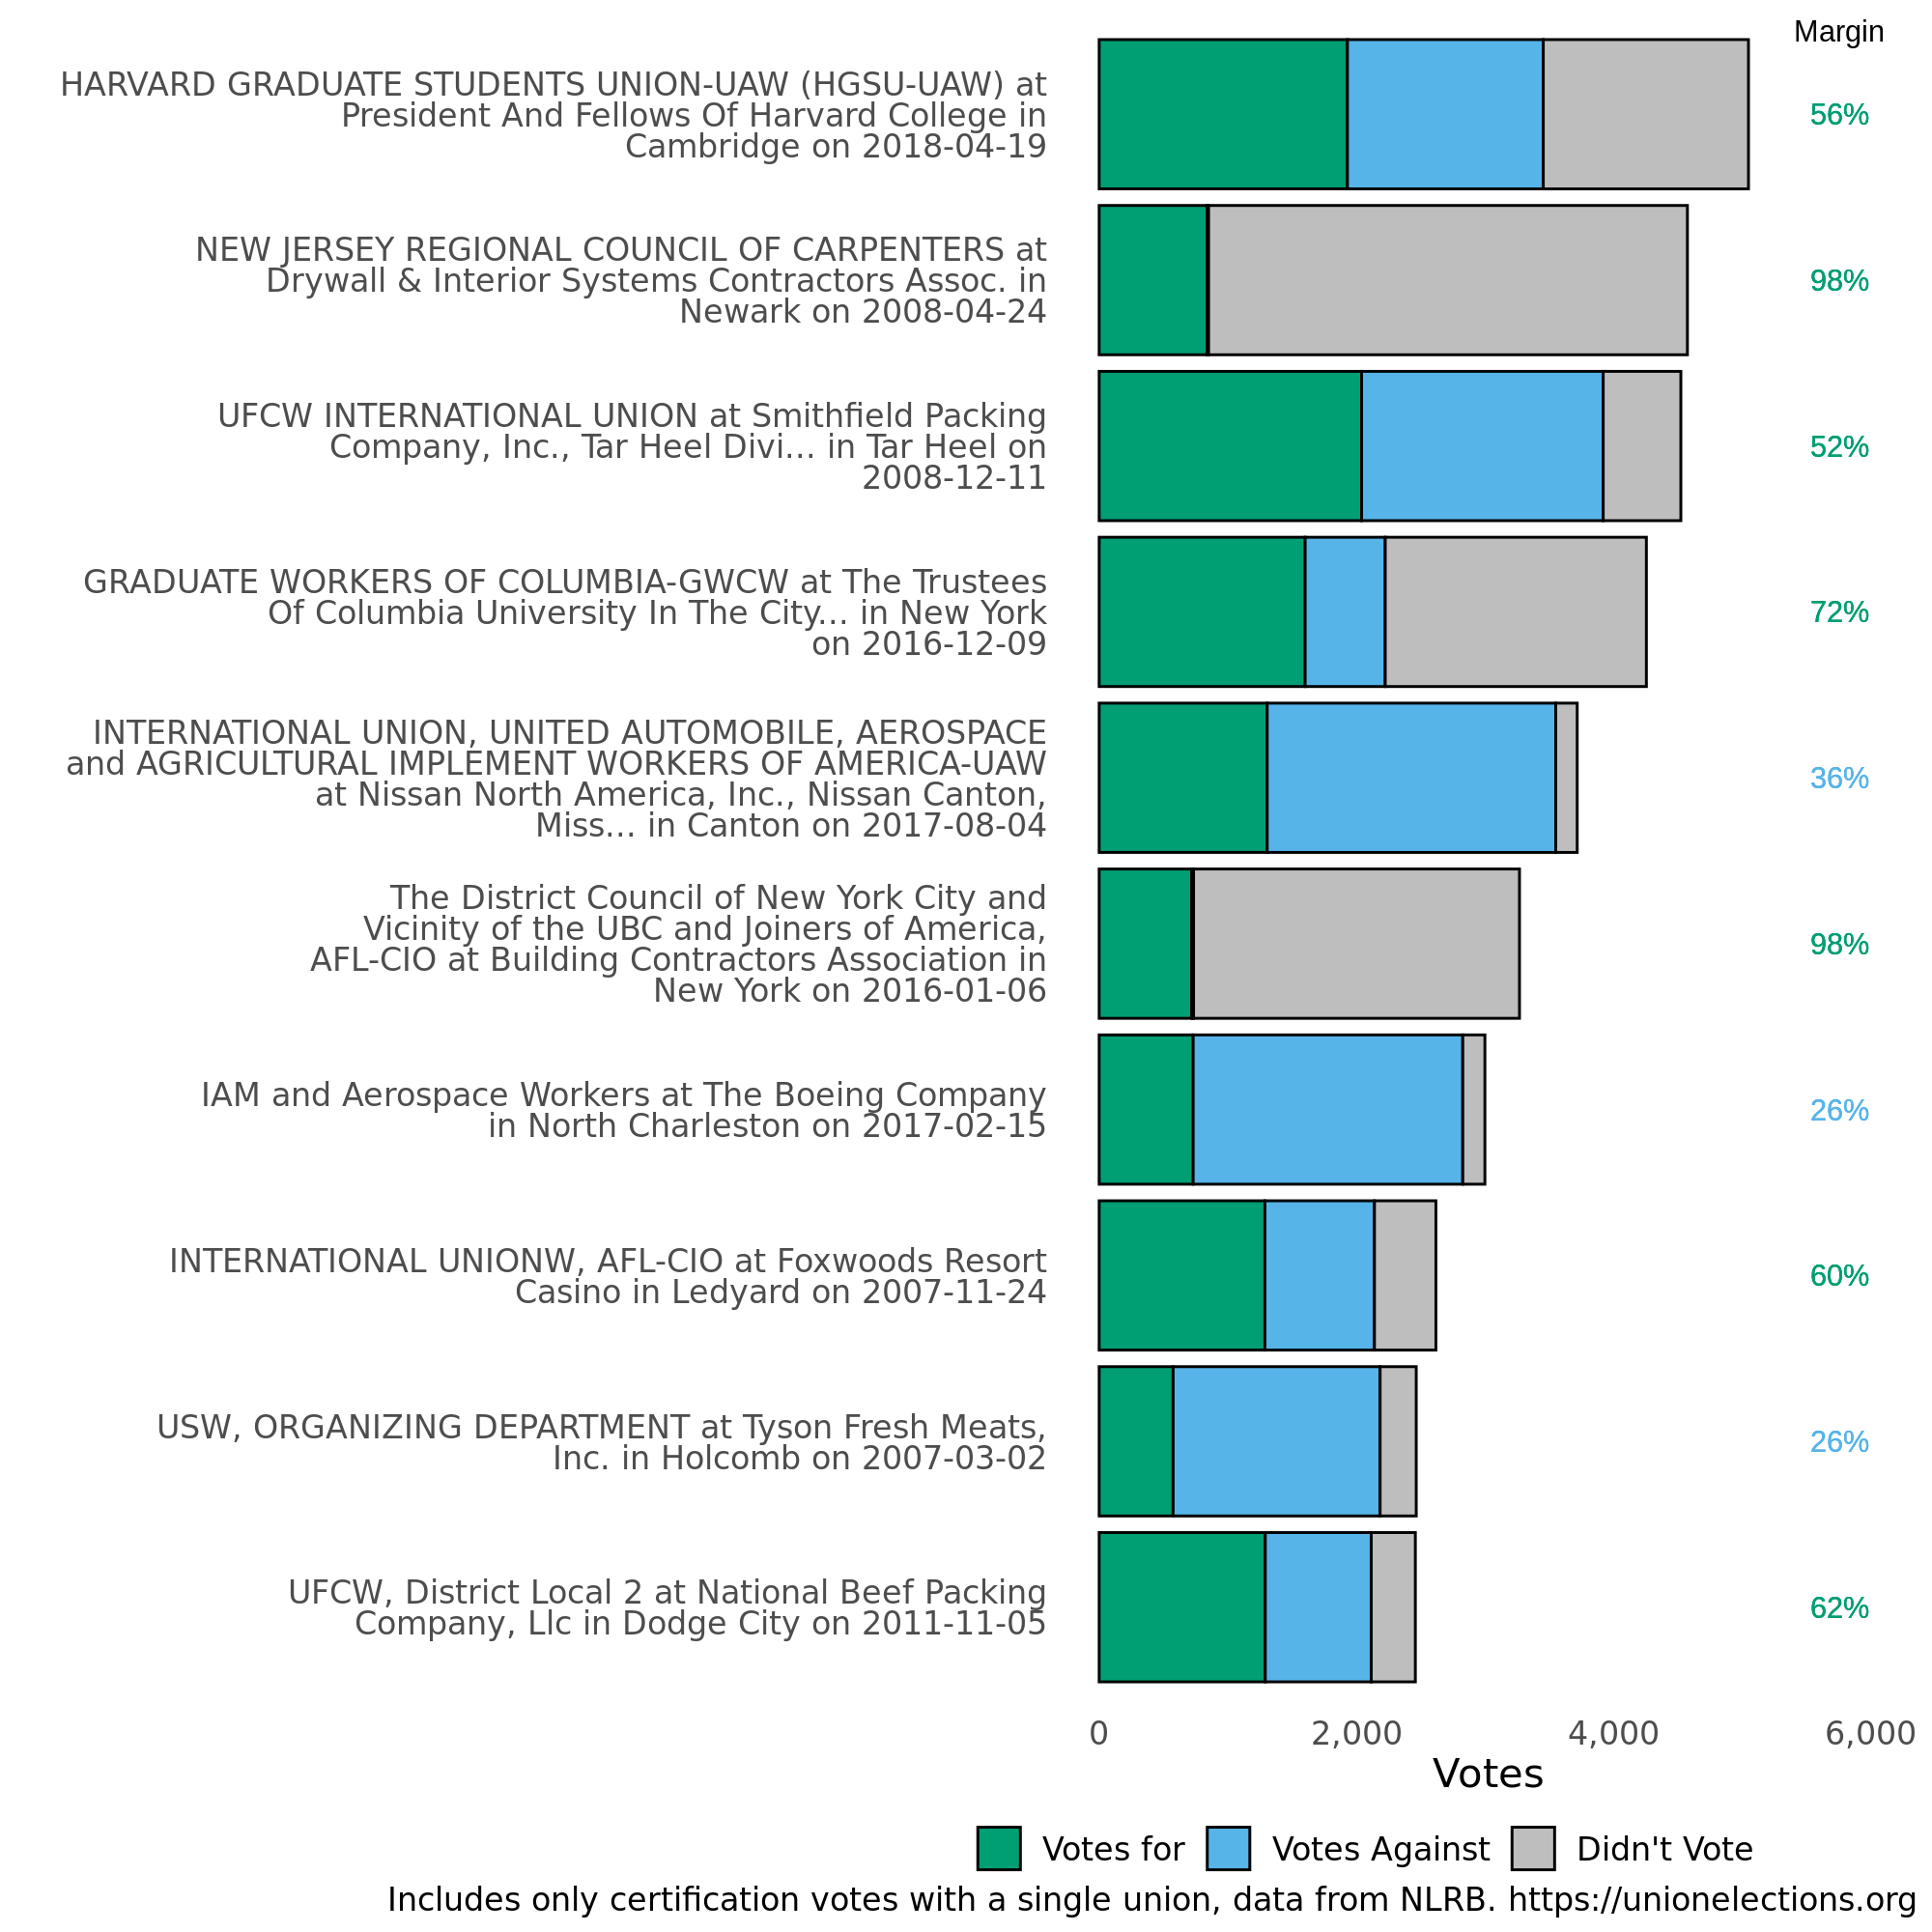 Margin
HARVARD GRADUATE STUDENTS UNION-UAW (HGSU-UAW) at
President And Fellows Of Harvard College in
Cambridge on 2018-04-19
56%
NEW JERSEY REGIONAL COUNCIL OF CARPENTERS at
Drywall & Interior Systems Contractors Assoc. in
Newark on 2008-04-24
98%
UFCW INTERNATIONAL UNION at Smithfield Packing
Company, Inc., Tar Heel Divi... in Tar Heel on
2008-12-11
52%
GRADUATE WORKERS OF COLUMBIA-GWCW at The Trustees
Of Columbia University In The City... in New York
on 2016-12-09
72%
INTERNATIONAL UNION, UNITED AUTOMOBILE, AEROSPACE
and AGRICULTURAL IMPLEMENT WORKERS OF AMERICA-UAW
at Nissan North America, Inc., Nissan Canton,
Miss... in Canton on 2017-08-04
36%
The District Council of New York City and
Vicinity of the UBC and Joiners of America,
AFL-CIO at Building Contractors Association in
New York on 2016-01-06
98%
IAM and Aerospace Workers at The Boeing Company
in North Charleston on 2017-02-15
26%
INTERNATIONAL UNIONW, AFL-CIO at Foxwoods Resort
Casino in Ledyard on 2007-11-24
60%
USW, ORGANIZING DEPARTMENT at Tyson Fresh Meats,
Inc. in Holcomb on 2007-03-02
26%
UFCW, District Local 2 at National Beef Packing
Company, Llc in Dodge City on 2011-11-05
62%
0 2,000 4,000 6,000
Votes
Votes for Votes Against Didn't Vote
Includes only certification votes with a single union, data from NLRB. https://unionelections.org